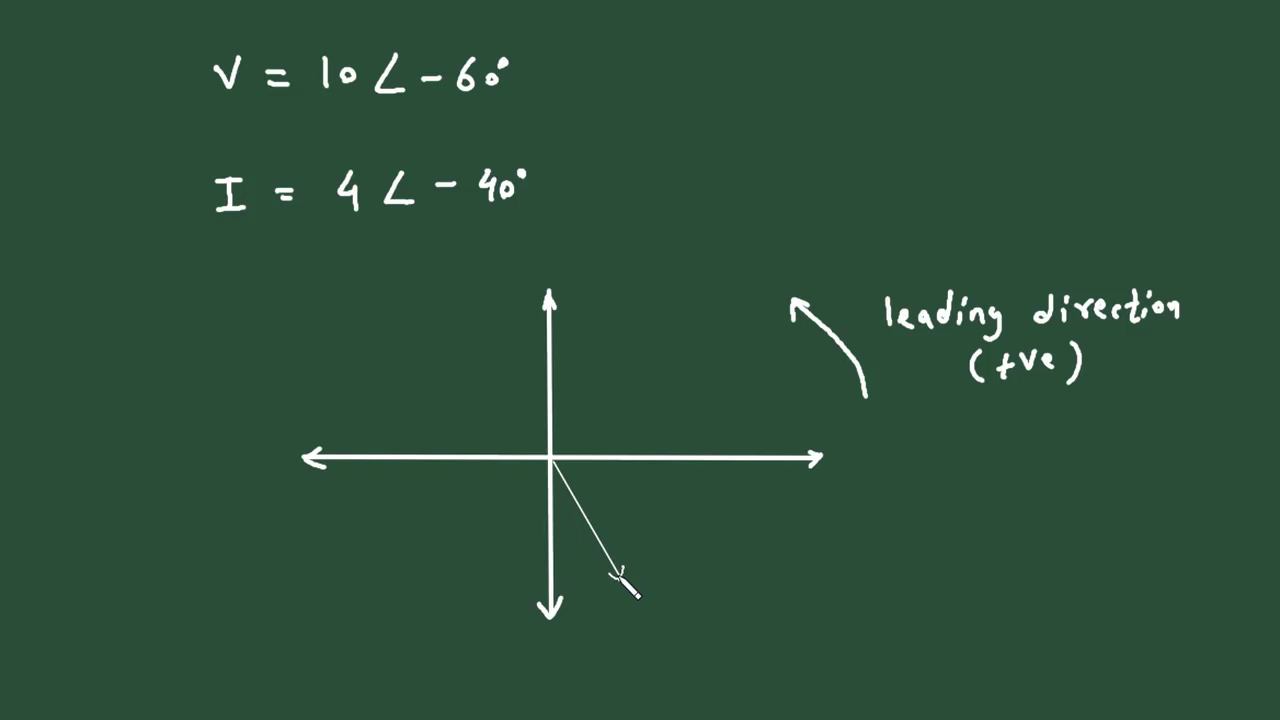 V = 10 ∠ - 60°
I = 4 ∠ - 40°
leading direction
(+ve)